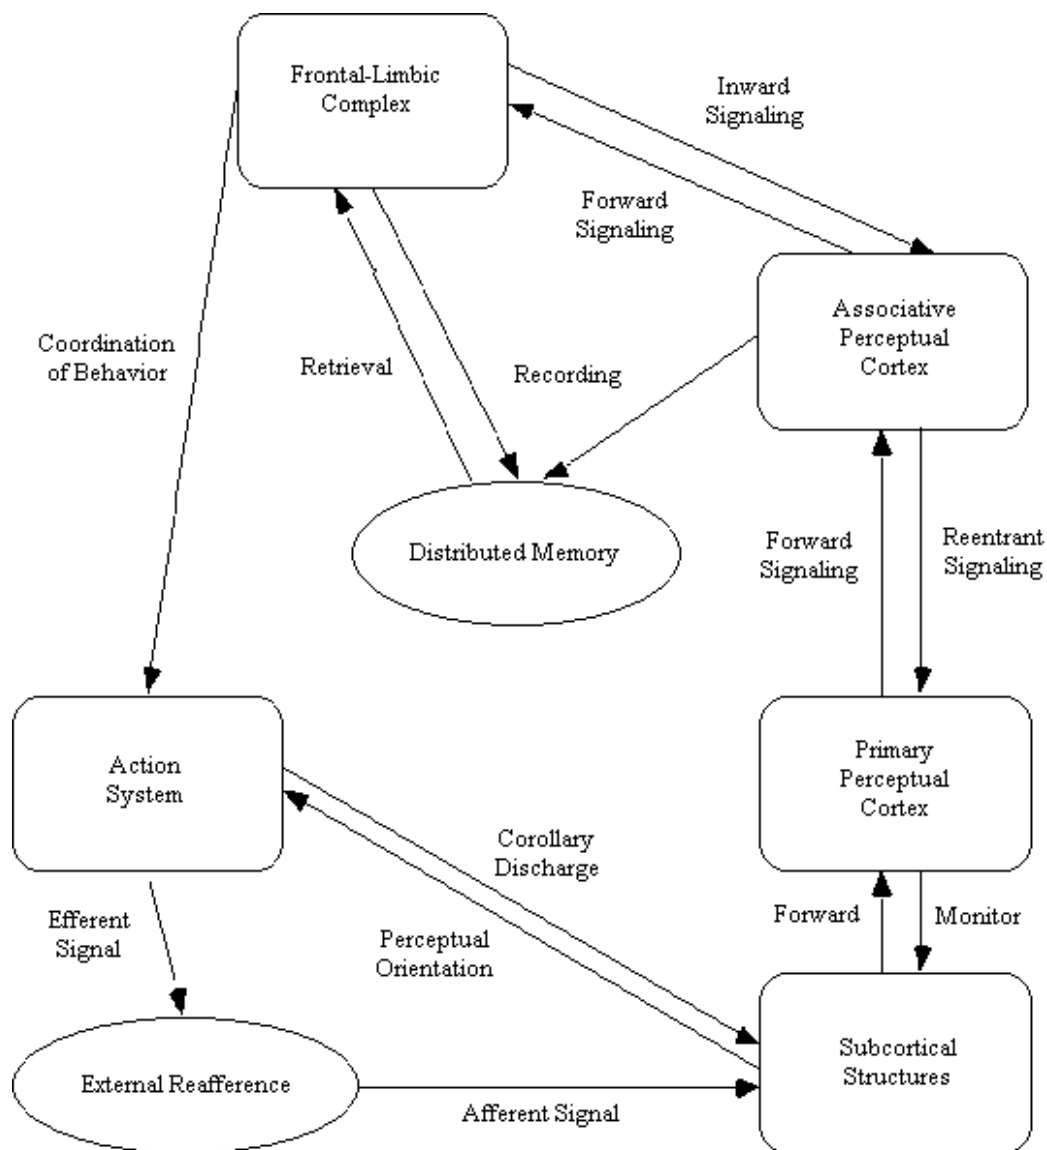 Frontal-Limbic
Complex
Inward
Signaling
Forward
Signaling
Associative
Perceptual
Cortex
Coordination
of Behavior
Retrieval
Recording
Distributed Memory
Forward
Signaling
Reentrant
Signaling
Action
System
Primary
Perceptual
Cortex
Corollary
Discharge
Efferent
Signal
Perceptual
Orientation
Forward
Monitor
Subcortical
Structures
External Reafference
Afferent Signal